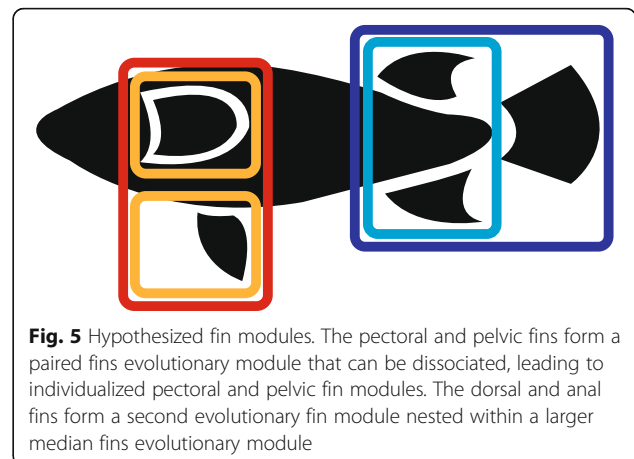 Fig. 5 Hypothesized fin modules. The pectoral and pelvic fins form a
paired fins evolutionary module that can be dissociated, leading to
individualized pectoral and pelvic fin modules. The dorsal and anal
fins form a second evolutionary fin module nested within a larger
median fins evolutionary module